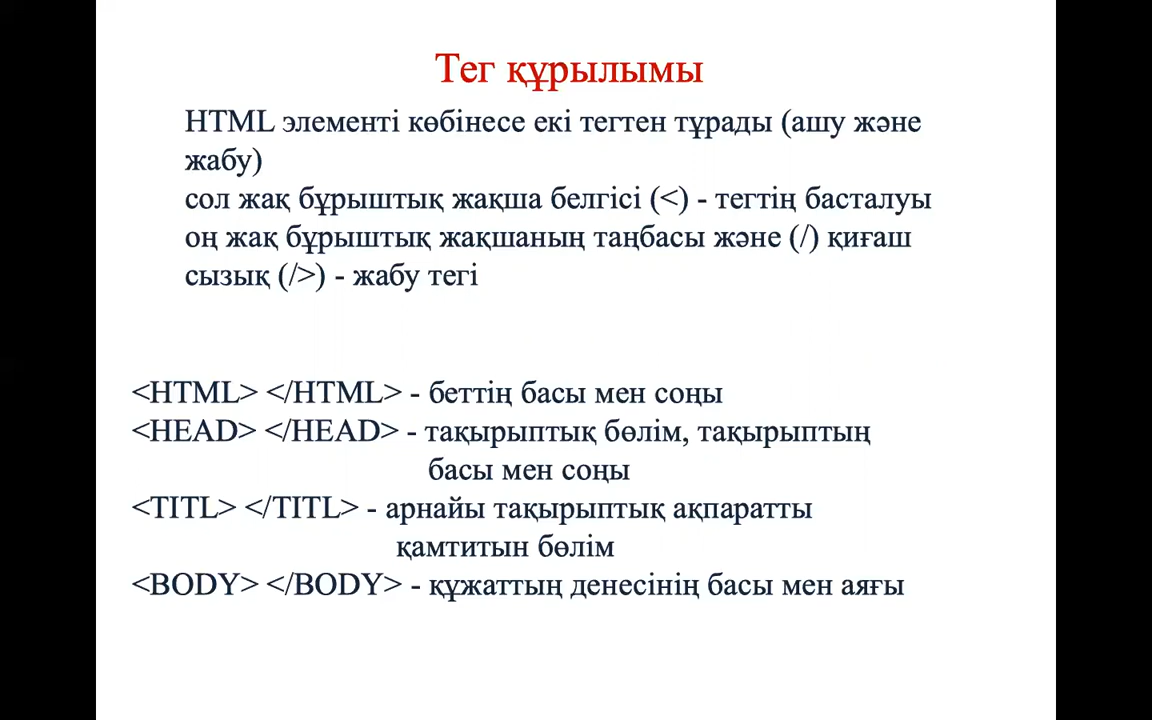 Тег құрылымы
HTML элементі көбінесе екі тегтен тұрады (ашу және
жабу)
сол жақ бұрыштық жақша белгісі (<) - тегтің басталуы
оң жақ бұрыштық жақшаның таңбасы және (/) қиғаш
сызық (/>) - жабу тегі
<HTML> </HTML> - беттің басы мен соңы
<HEAD> </HEAD> - тақырыптық бөлім, тақырыптың
басы мен соңы
<TITL> </TITL> - арнайы тақырыптық ақпаратты
қамтитын бөлім
<BODY> </BODY> - құжаттың денесінің басы мен аяғы